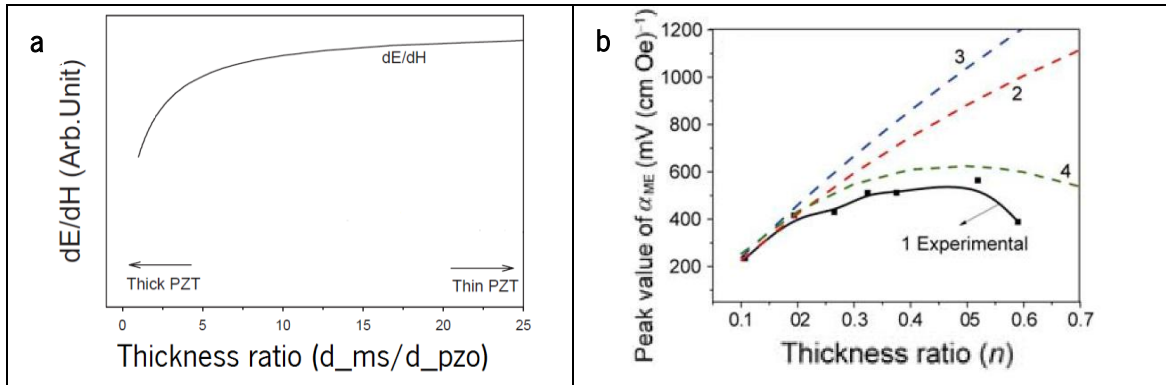 a
dE/dH (Arb.Unit)
dE/dH
Thick PZT
Thin PZT
0
5
10
15
20
25
Thickness ratio (d_ms/d_pzo)
b
Peak value of αME (mV (cm Oe)⁻¹
1200
1000
800
600
400
200
3
2
4
1 Experimental
0.1
02
0.3
0.4
05
0.6
0.7
Thickness ratio (n)